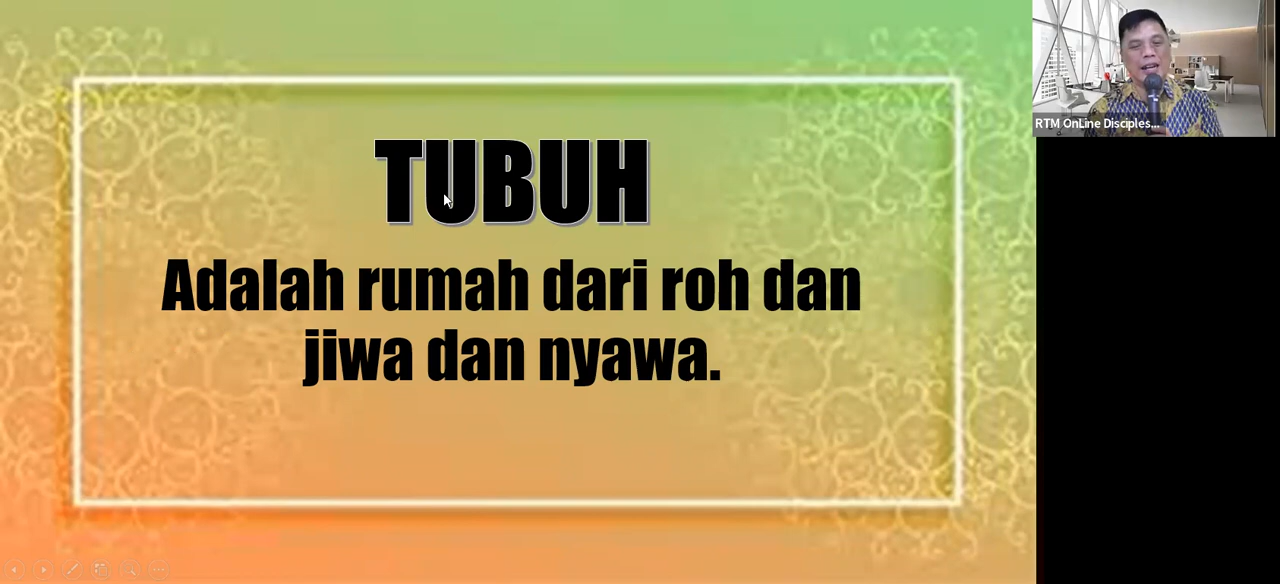 TUBUH
Adalah rumah dari roh dan
jiwa dan nyawa.
RTM OnLine Disciples...